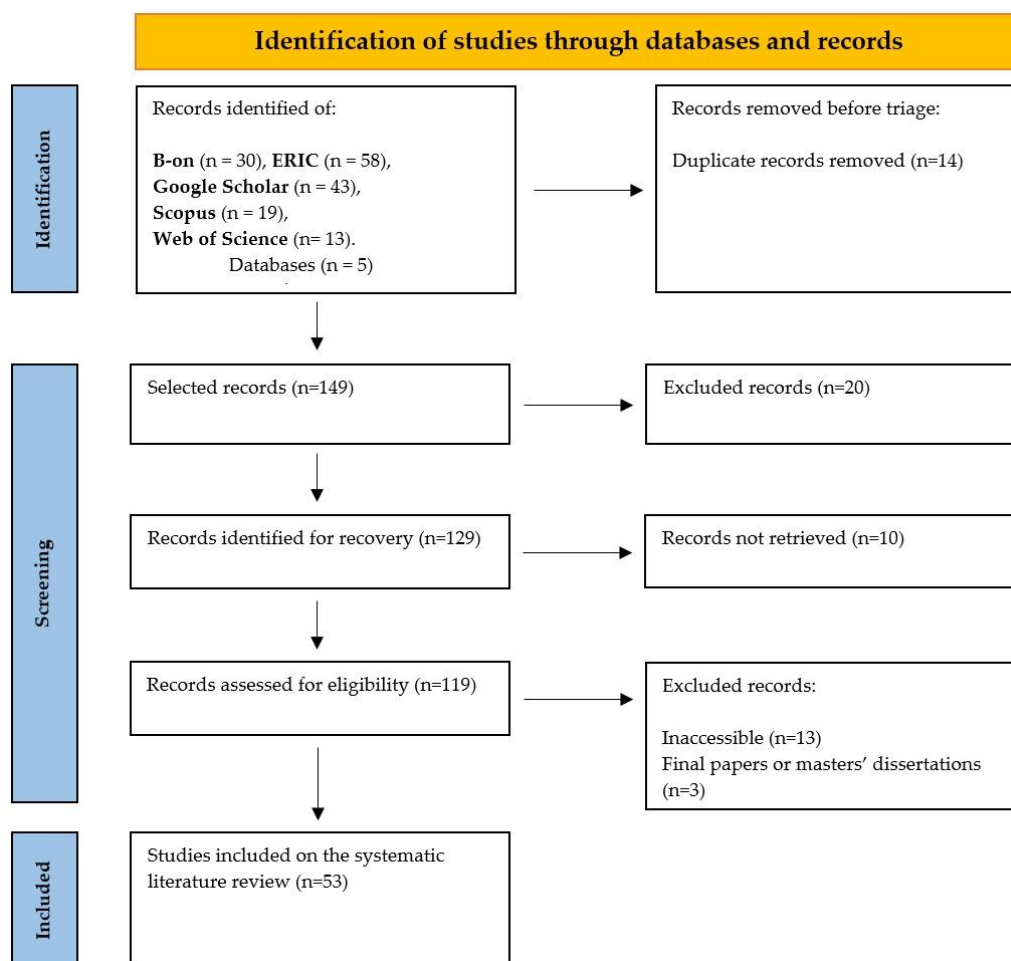 Identification of studies through databases and records
Identification
Records identified of:
B-on (n = 30), ERIC (n = 58),
Google Scholar (n = 43),
Scopus (n = 19),
Web of Science (n= 13).
Databases (n = 5)
Records removed before triage:
Duplicate records removed (n=14)
Screening
Selected records (n=149)
Excluded records (n=20)
Records identified for recovery (n=129)
Records not retrieved (n=10)
Records assessed for eligibility (n=119)
Excluded records:
Inaccessible (n=13)
Final papers or masters’ dissertations
(n=3)
Included
Studies included on the systematic
literature review (n=53)